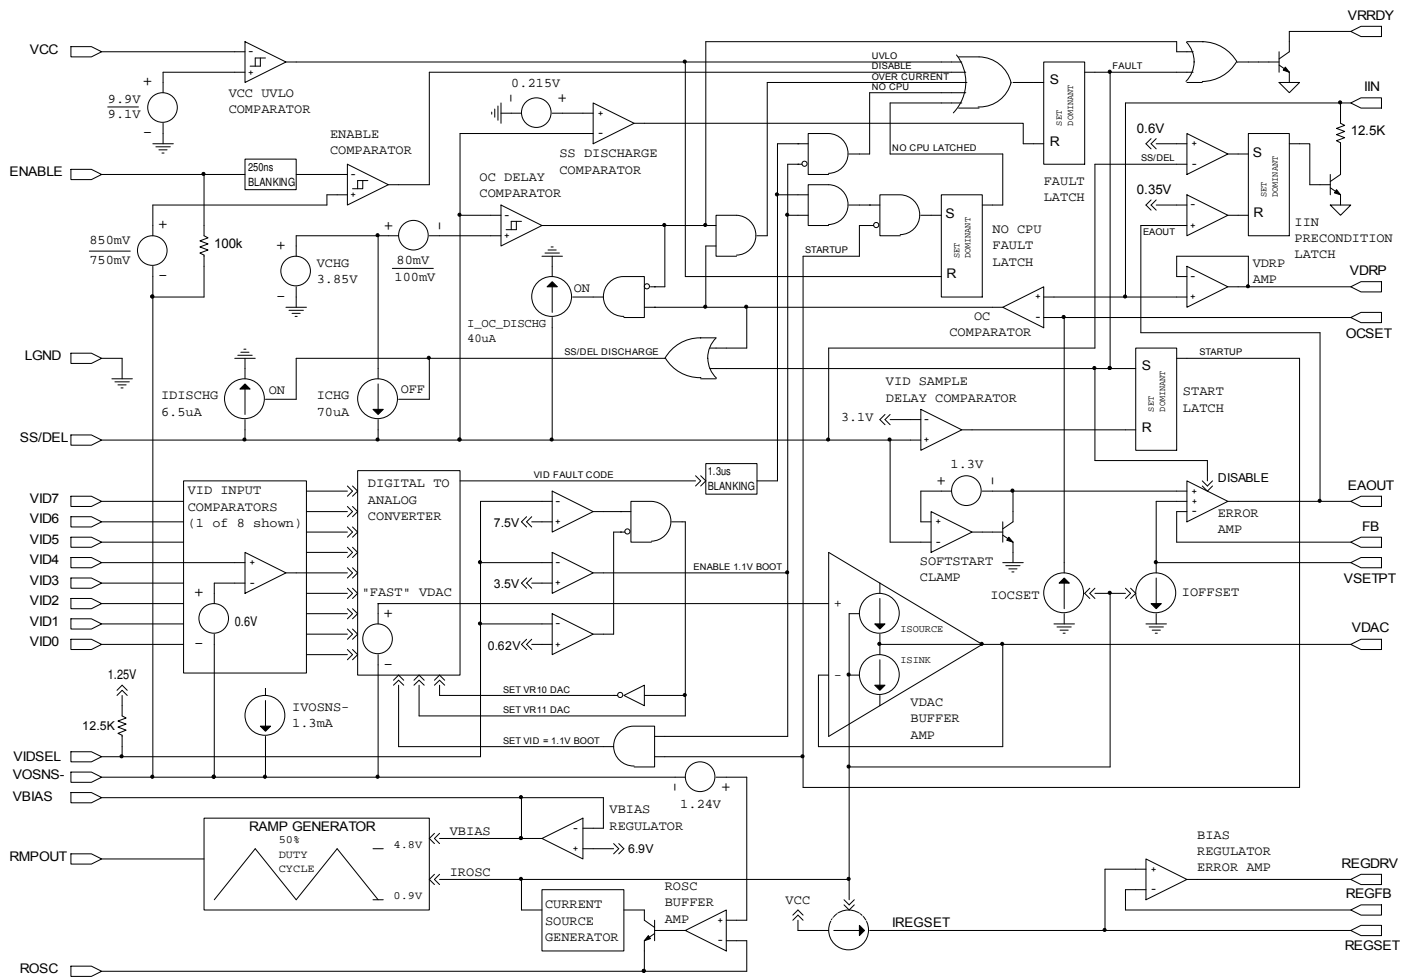 VCC
ENABLE
LGND
SS/DEL
VID7
VID6
VID5
VID4
VID3
VID2
VID1
VID0
VIDSEL
VOSNS-
VBIAS
RMPOUT
ROSC
VRRDY
IIN
VDRP
OCSET
EAOUT
FB
VSETPT
VDAC
REGDRV
REGFB
REGSET
9.9V
9.1V
+
-
VCC UVLO
COMPARATOR
ENABLE
COMPARATOR
250ns
BLANKING
850mV
750mV
100k
VCHG
3.85V
80mV
100mV
0.215V
SS DISCHARGE
COMPARATOR
OC DELAY
COMPARATOR
UVLO
DISABLE
OVER CURRENT
NO CPU
NO CPU LATCHED
STARTUP
S
R
SET
DOMINANT
FAULT
LATCH
FAULT
S
R
SET
DOMINANT
NO CPU
FAULT
LATCH
12.5K
0.6V
SS/DEL
0.35V
EAOUT
S
R
SET
DOMINANT
IIN
PRECONDITION
LATCH
VDRP
AMP
OC
COMPARATOR
ON
I_OC_DISCHG
40uA
SS/DEL DISCHARGE
IDISCHG
6.5uA
ON
ICHG
70uA
OFF
VID SAMPLE
DELAY COMPARATOR
3.1V
S
R
SET
DOMINANT
STARTUP
START
LATCH
VID INPUT
COMPARATORS
(1 of 8 shown)
0.6V
DIGITAL TO
ANALOG
CONVERTER
"FAST" VDAC
VID FAULT CODE
1.3us
BLANKING
7.5V
3.5V
0.62V
ENABLE 1.1V BOOT
SET VR10 DAC
SET VR11 DAC
SET VID = 1.1V BOOT
1.3V
SOFTSTART
CLAMP
DISABLE
ERROR
AMP
IOCSET
IOFFSET
ISOURCE
ISINK
VDAC
BUFFER
AMP
1.25V
12.5K
IVOSNS-
1.3mA
1.24V
VBIAS
REGULATOR
6.9V
VBIAS
IROSC
RAMP GENERATOR
50%
DUTY
CYCLE
4.8V
0.9V
CURRENT
SOURCE
GENERATOR
ROSC
BUFFER
AMP
VCC
IREGSET
BIAS
REGULATOR
ERROR AMP